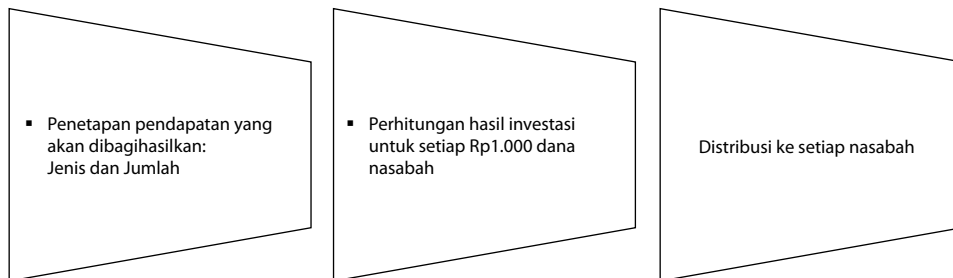 ▪ Penetapan pendapatan yang
akan dibagihasilkan:
Jenis dan Jumlah
▪ Perhitungan hasil investasi
untuk setiap Rp1.000 dana
nasabah
Distribusi ke setiap nasabah